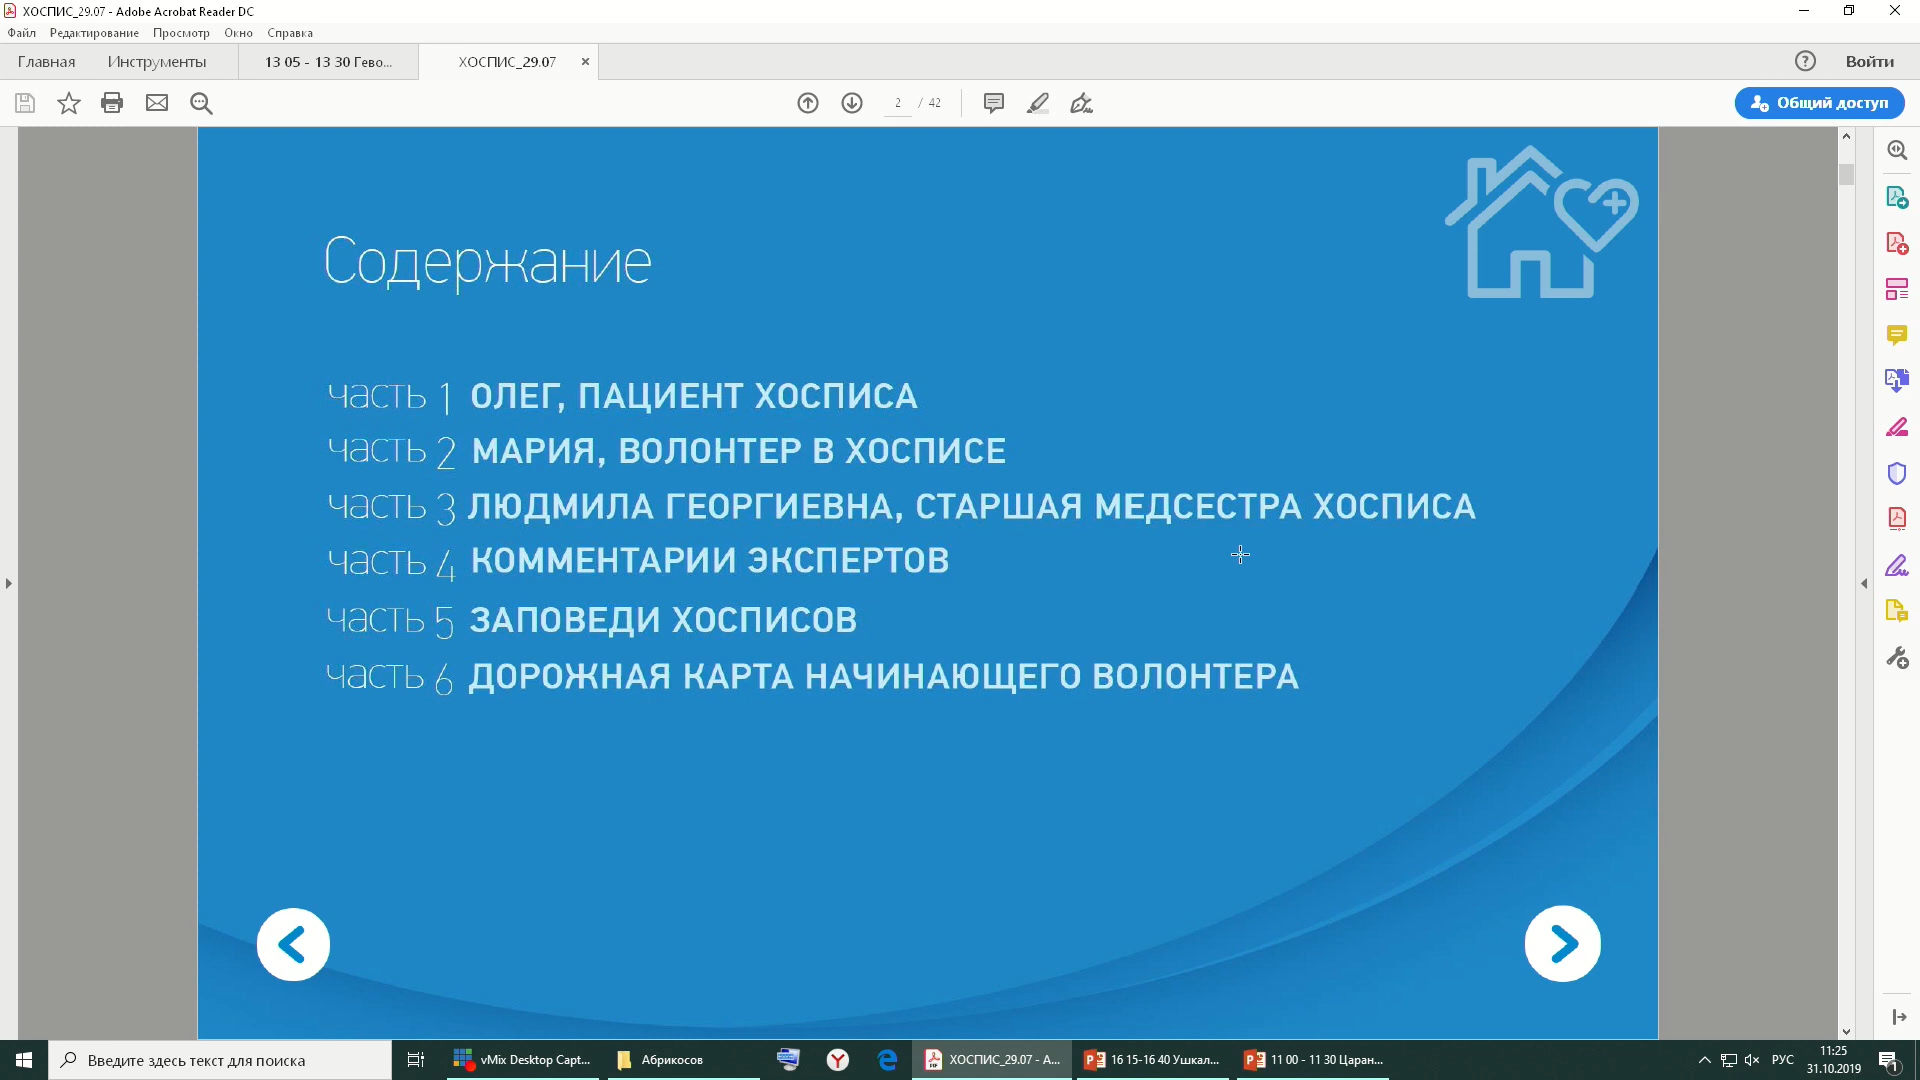 ХОСПИС_29.07 - Adobe Acrobat Reader DC
Файл Редактирование Просмотр Окно Справка
Главная Инструменты 13 05 - 13 30 Гево... ХОСПИС_29.07 Войти
2 / 42 Общий доступ
Содержание
часть 1 ОЛЕГ, ПАЦИЕНТ ХОСПИСА
часть 2 МАРИЯ, ВОЛОНТЕР В ХОСПИСЕ
часть 3 ЛЮДМИЛА ГЕОРГИЕВНА, СТАРШАЯ МЕДСЕСТРА ХОСПИСА
часть 4 КОММЕНТАРИИ ЭКСПЕРТОВ
часть 5 ЗАПОВЕДИ ХОСПИСОВ
часть 6 ДОРОЖНАЯ КАРТА НАЧИНАЮЩЕГО ВОЛОНТЕРА
Введите здесь текст для поиска vMix Desktop Capt... Абрикосов ХОСПИС_29.07 - A... 16 15-16 40 Ушкал... 11 00 - 11 30 Царан... РУС 11:25
31.10.2019 1